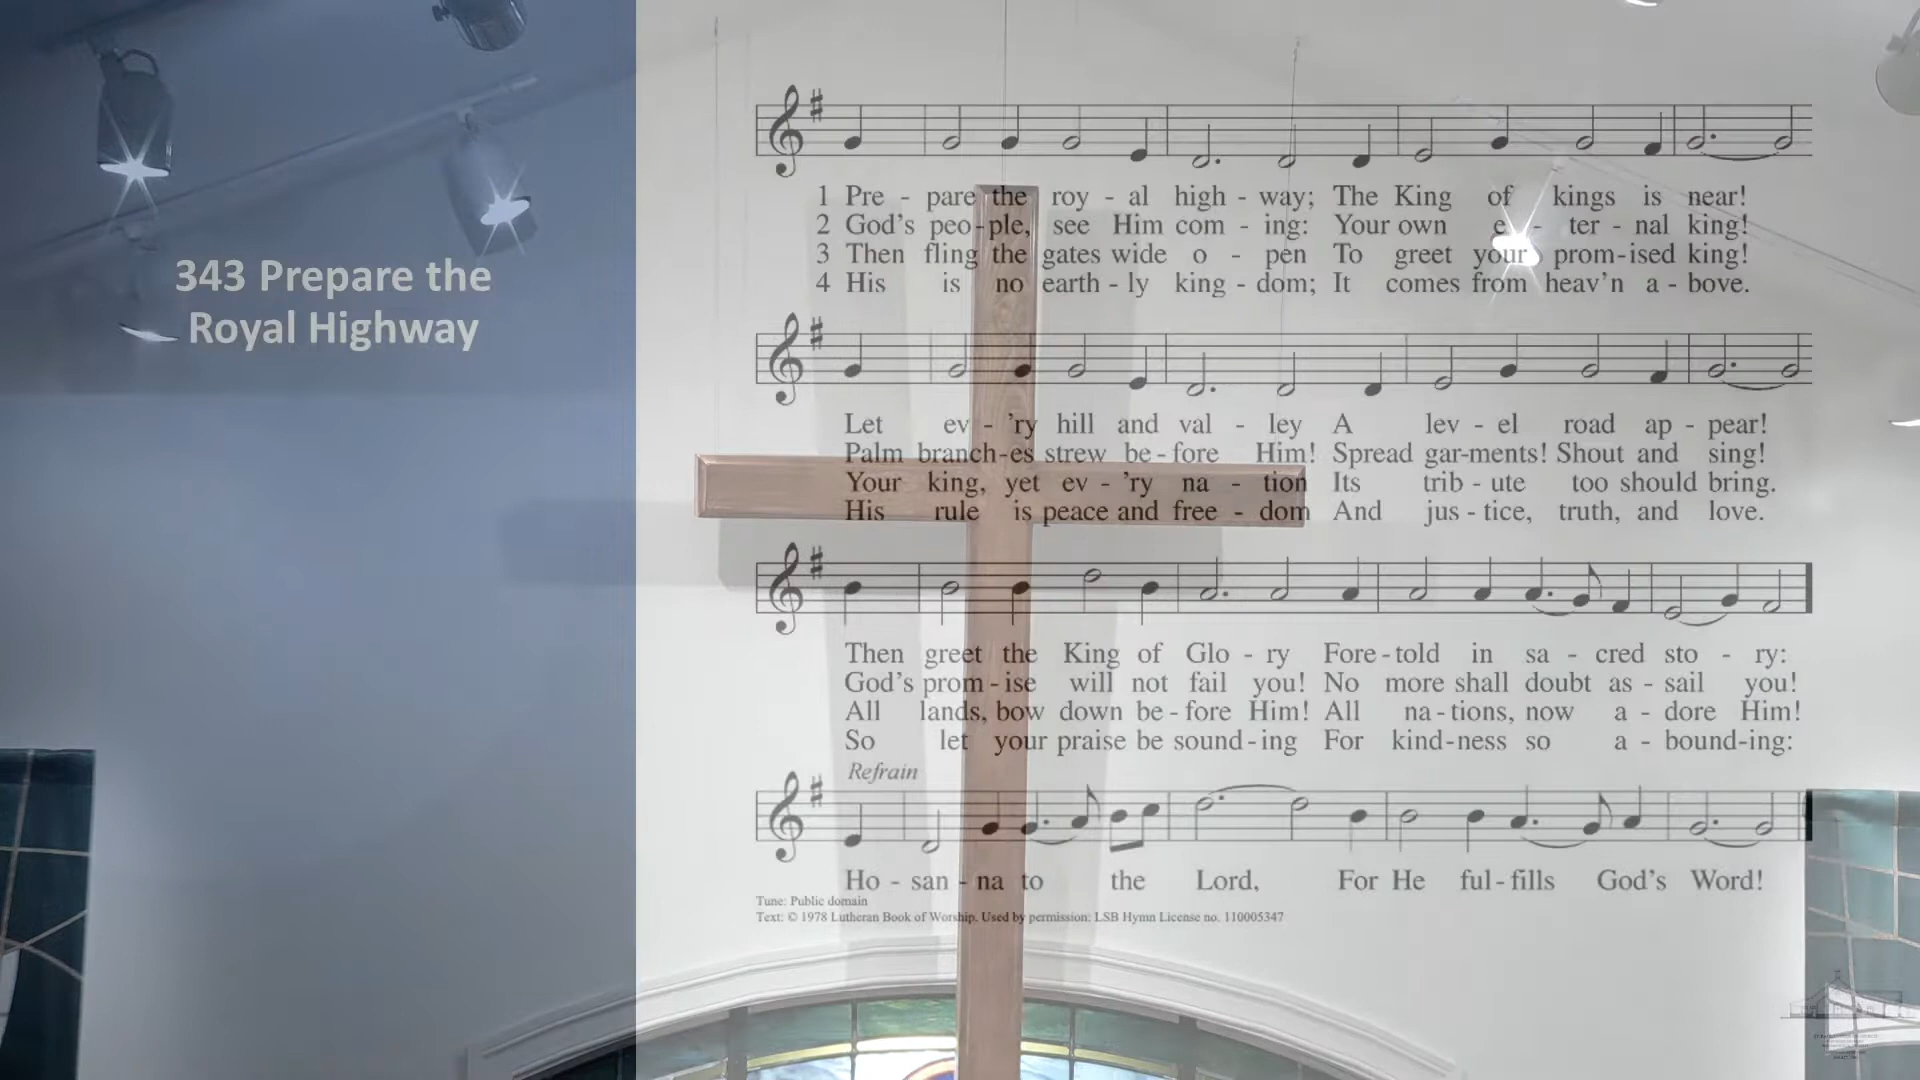 343 Prepare the
Royal Highway
1 Pre - pare the roy - al high - way; The King of kings is near!
2 God's peo - ple, see Him com - ing: Your own e - ter - nal king!
3 Then fling the gates wide o - pen To greet your prom - ised king!
4 His is no earth - ly king - dom; It comes from heav'n a - bove.
Let ev - 'ry hill and val - ley A lev - el road ap - pear!
Palm branch - es strew be - fore Him! Spread gar - ments! Shout and sing!
Your king, yet ev - 'ry na - tion Its trib - ute too should bring.
His rule is peace and free - dom And jus - tice, truth, and love.
Then greet the King of Glo - ry Fore - told in sa - cred sto - ry:
God's prom - ise will not fail you! No more shall doubt as - sail you!
All lands, bow down be - fore Him! All na - tions, now a - dore Him!
So let your praise be sound - ing For kind - ness so a - bound - ing:
Refrain
Ho - san - na to the Lord, For He ful - fills God's Word!
Tune: Public domain
Text: © 1978 Lutheran Book of Worship. Used by permission: LSB Hymn License no. 110005347